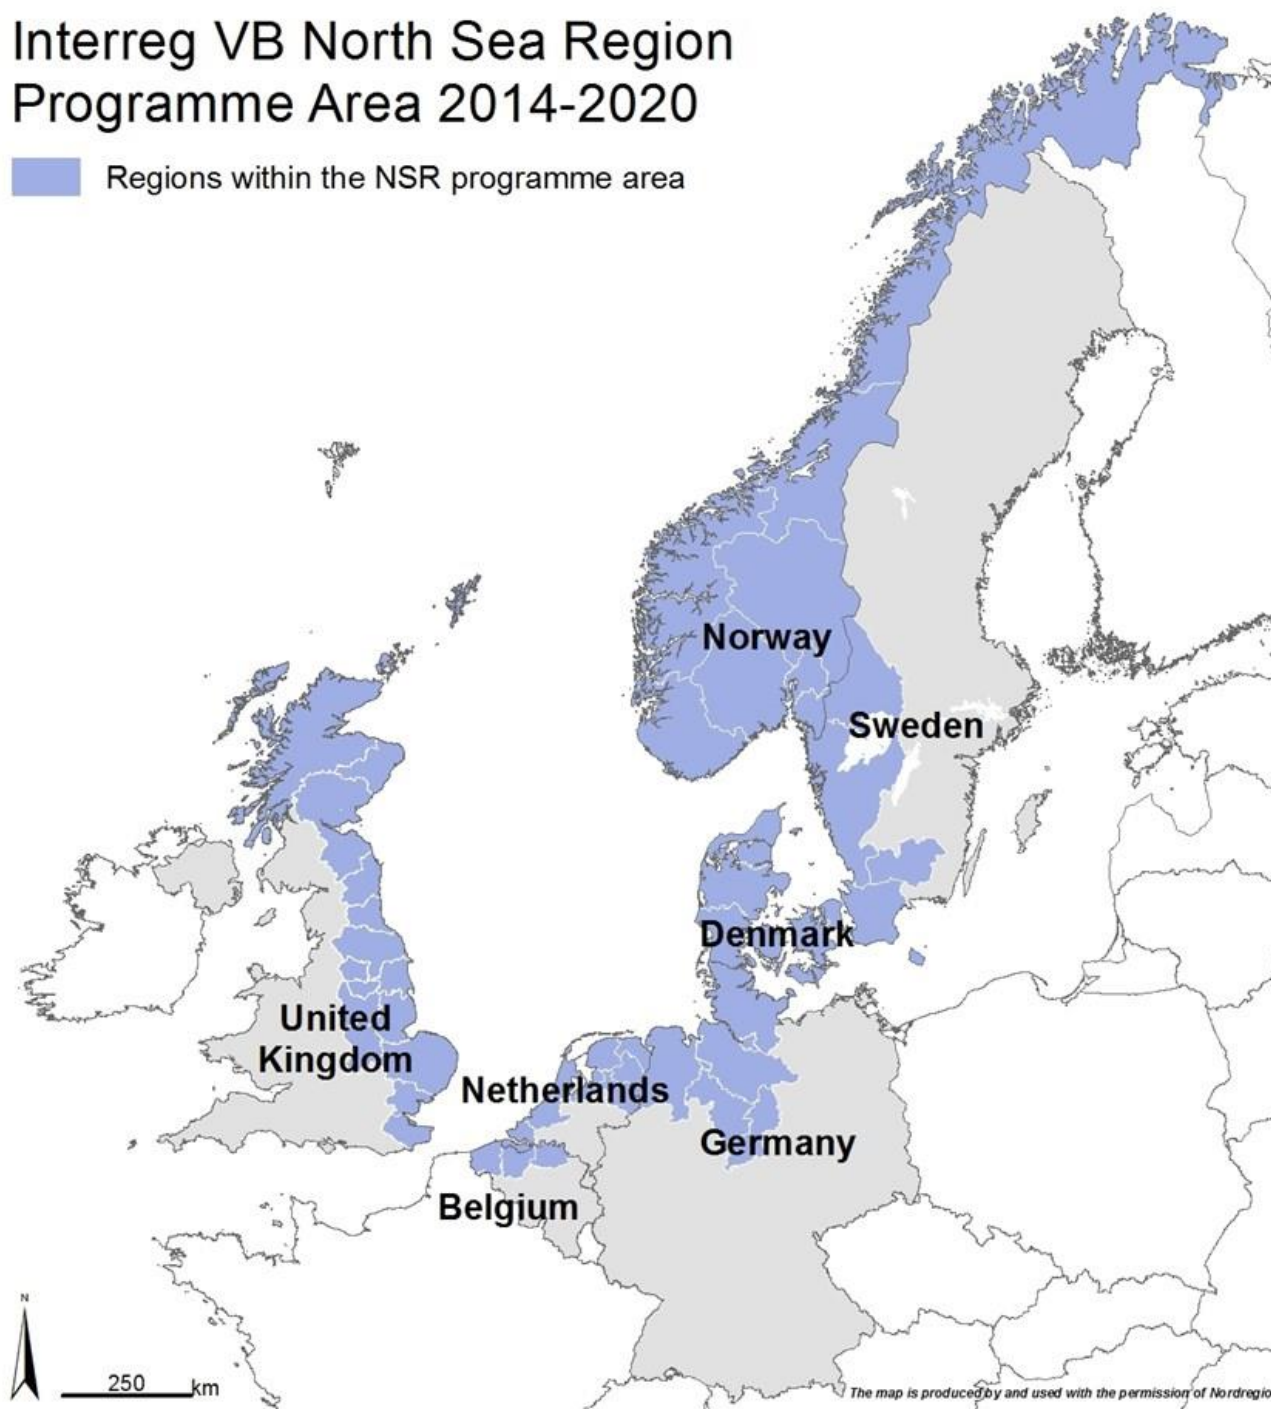 Interreg VB North Sea Region
Programme Area 2014-2020
Regions within the NSR programme area
Norway
Sweden
Denmark
United
Kingdom
Netherlands
Germany
Belgium
N
250 km
The map is produced by and used with the permission of Nordregio